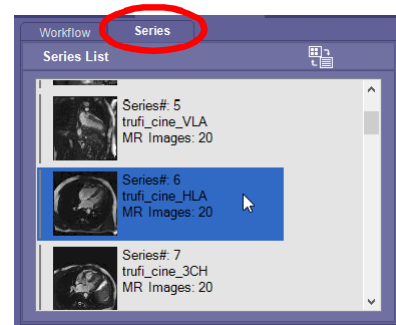 Workflow
Series
Series List
Series#: 5
trufi_cine_VLA
MR Images: 20
Series#: 6
trufi_cine_HLA
MR Images: 20
Series#: 7
trufi_cine_3CH
MR Images: 20